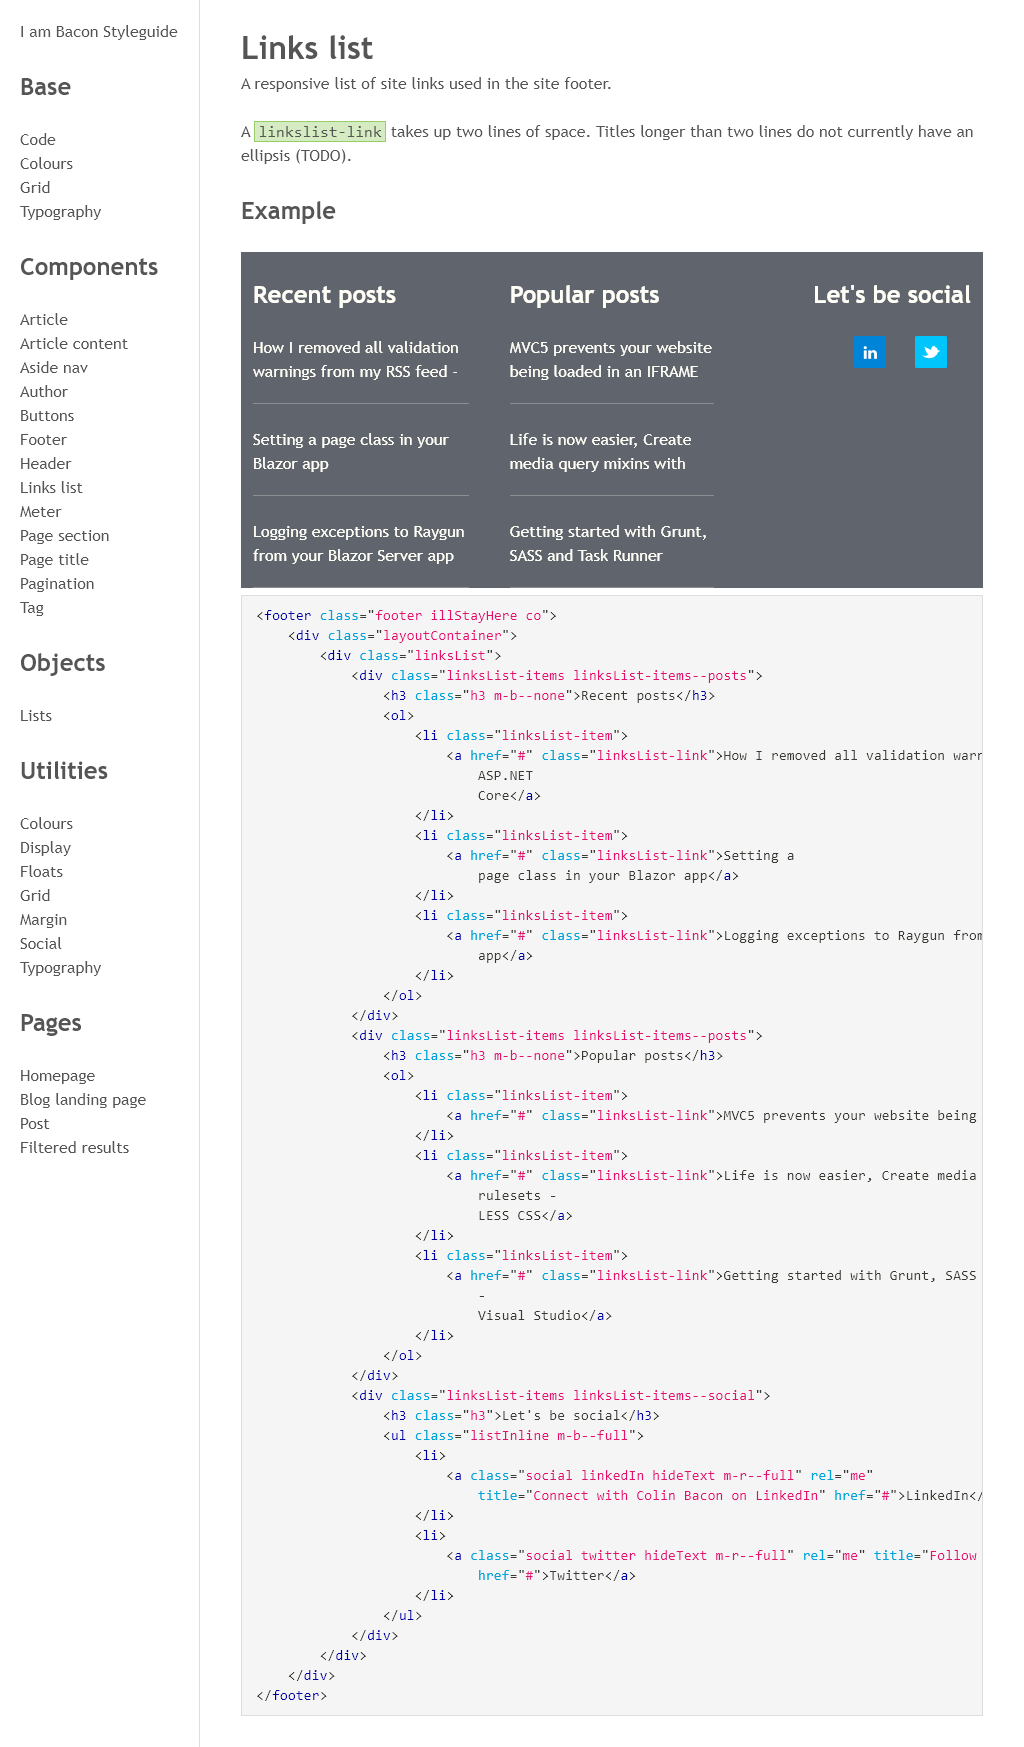 I am Bacon Styleguide
Base
Code
Colours
Grid
Typography
Components
Article
Article content
Aside nav
Author
Buttons
Footer
Header
Links list
Meter
Page section
Page title
Pagination
Tag
Objects
Lists
Utilities
Colours
Display
Floats
Grid
Margin
Social
Typography
Pages
Homepage
Blog landing page
Post
Filtered results
Links list
A responsive list of site links used in the site footer.
A linkslist-link takes up two lines of space. Titles longer than two lines do not currently have an
ellipsis (TODO).
Example
Recent posts
How I removed all validation
warnings from my RSS feed -
Setting a page class in your
Blazor app
Logging exceptions to Raygun
from your Blazor Server app
Popular posts
MVC5 prevents your website
being loaded in an IFRAME
Life is now easier, Create
media query mixins with
Getting started with Grunt,
SASS and Task Runner
Let's be social
in
<footer class="footer illStayHere co">
    <div class="layoutContainer">
        <div class="linksList">
            <div class="linksList-items linksList-items--posts">
                <h3 class="h3 m-b--none">Recent posts</h3>
                <ol>
                    <li class="linksList-item">
                        <a href="#" class="linksList-link">How I removed all validation warn
                            ASP.NET
                            Core</a>
                    </li>
                    <li class="linksList-item">
                        <a href="#" class="linksList-link">Setting a
                            page class in your Blazor app</a>
                    </li>
                    <li class="linksList-item">
                        <a href="#" class="linksList-link">Logging exceptions to Raygun from
                            app</a>
                    </li>
                </ol>
            </div>
            <div class="linksList-items linksList-items--posts">
                <h3 class="h3 m-b--none">Popular posts</h3>
                <ol>
                    <li class="linksList-item">
                        <a href="#" class="linksList-link">MVC5 prevents your website being
                    </li>
                    <li class="linksList-item">
                        <a href="#" class="linksList-link">Life is now easier, Create media
                            rulesets -
                            LESS CSS</a>
                    </li>
                    <li class="linksList-item">
                        <a href="#" class="linksList-link">Getting started with Grunt, SASS
                            -
                            Visual Studio</a>
                    </li>
                </ol>
            </div>
            <div class="linksList-items linksList-items--social">
                <h3 class="h3">Let's be social</h3>
                <ul class="listInline m-b--full">
                    <li>
                        <a class="social linkedIn hideText m-r--full" rel="me"
                            title="Connect with Colin Bacon on LinkedIn" href="#">LinkedIn</
                    </li>
                    <li>
                        <a class="social twitter hideText m-r--full" rel="me" title="Follow
                            href="#">Twitter</a>
                    </li>
                </ul>
            </div>
        </div>
    </div>
</footer>